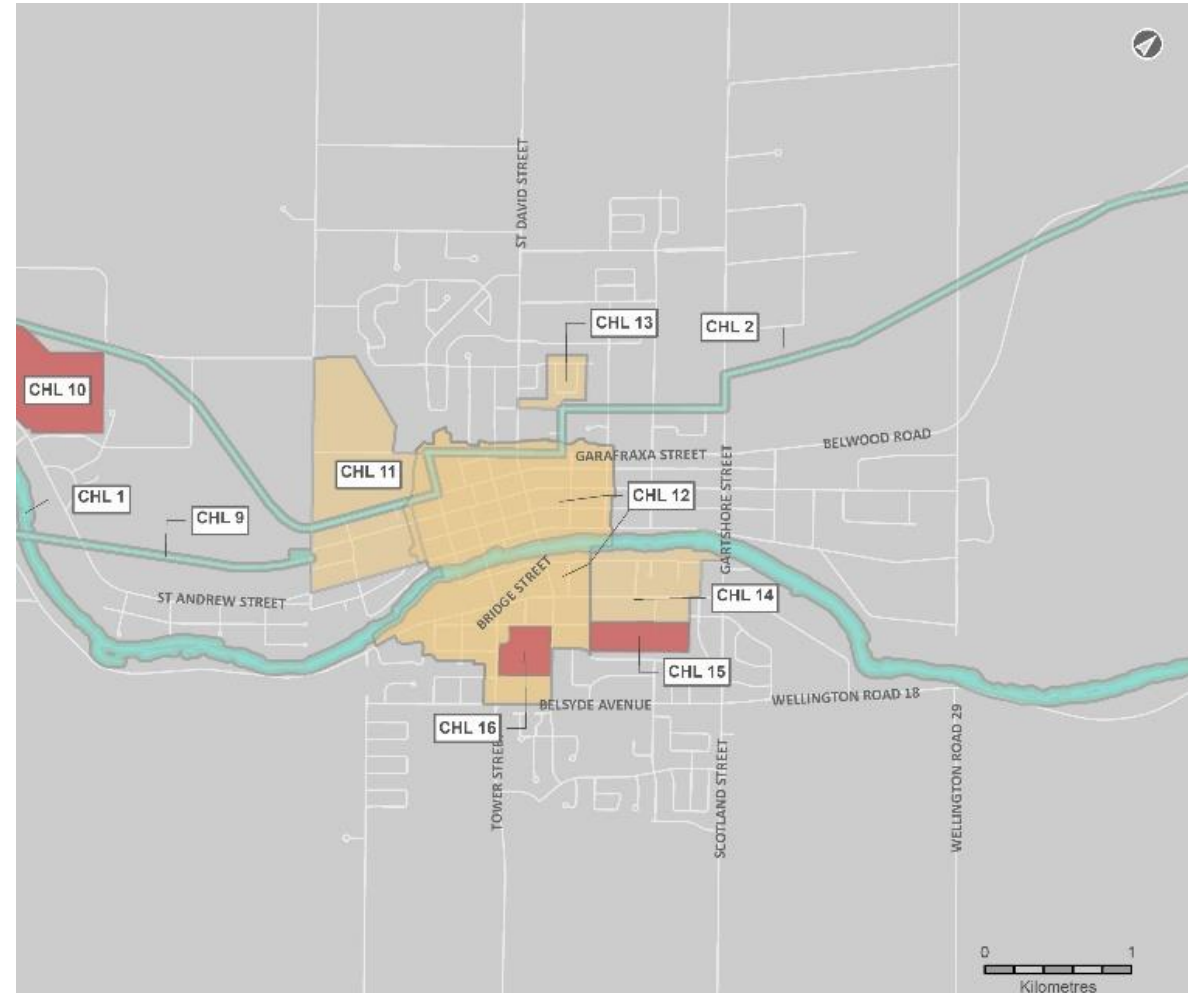 ST DAVID STREET
CHL 13
CHL 2
CHL 10
BELWOOD ROAD
GARAFRAXA STREET
CHL 11
CHL 12
CHL 1
CHL 9
GARTSHORE STREET
BRIDGE STREET
ST ANDREW STREET
CHL 14
CHL 15
WELLINGTON ROAD 18
BELSYDE AVENUE
CHL 16
TOWER STREE
SCOTLAND STREET
WELLINGTON ROAD 29
0 1
Kilometres